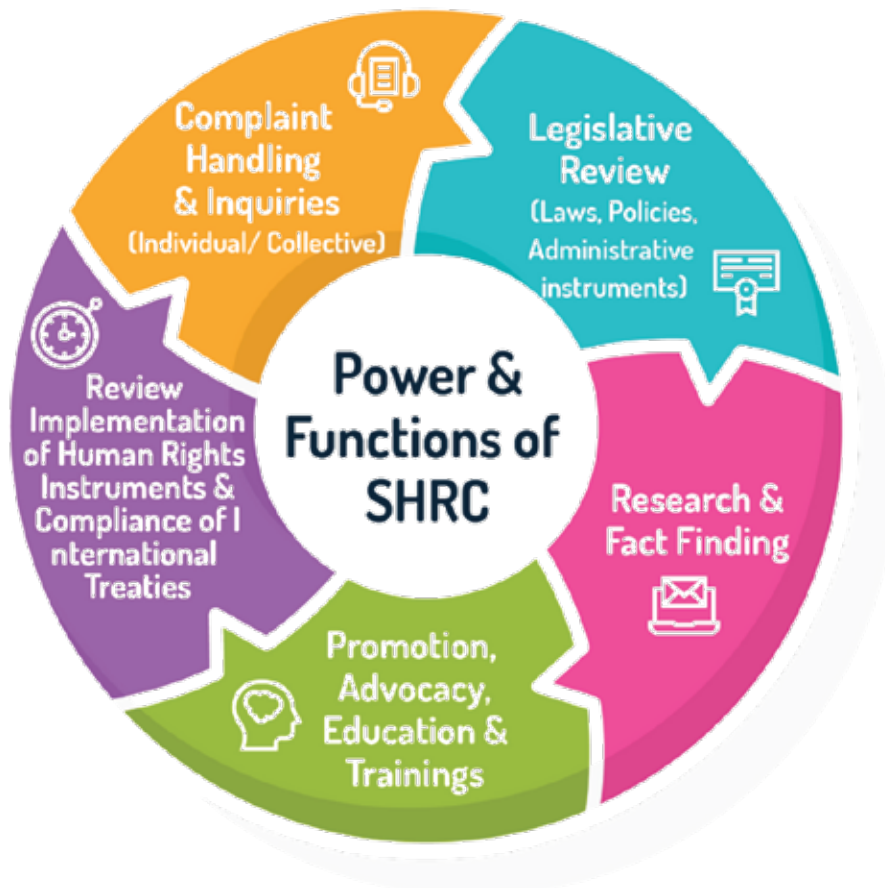 Power &
Functions of
SHRC
Complaint
Handling
& Inquiries
(Individual/ Collective)
Legislative
Review
(Laws, Policies,
Administrative
instruments)
Research &
Fact Finding
Promotion,
Advocacy,
Education &
Trainings
Review
Implementation
of Human Rights
Instruments &
Compliance of I
nternational
Treaties